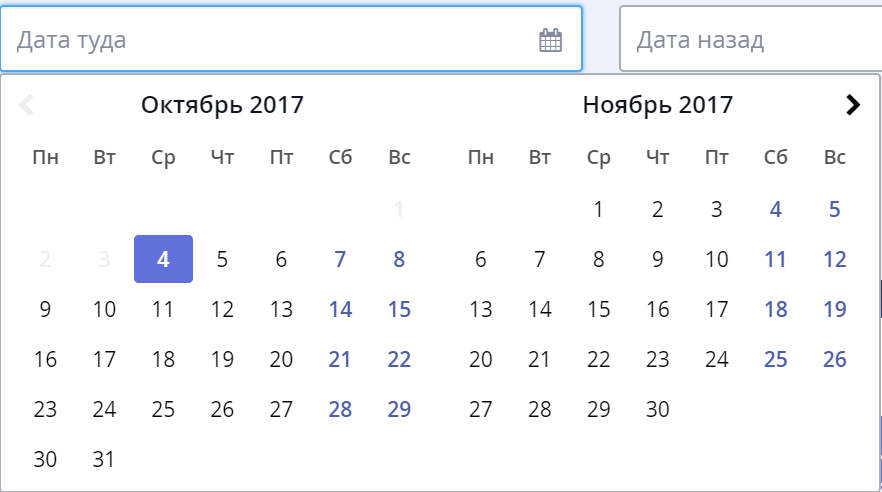 Дата туда Дата назад
Октябрь 2017 Ноябрь 2017
Пн Вт Ср Чт Пт Сб Вс Пн Вт Ср Чт Пт Сб Вс
1 1 2 3 4 5
2 3 4 5 6 7 8 6 7 8 9 10 11 12
9 10 11 12 13 14 15 13 14 15 16 17 18 19
16 17 18 19 20 21 22 20 21 22 23 24 25 26
23 24 25 26 27 28 29 27 28 29 30
30 31